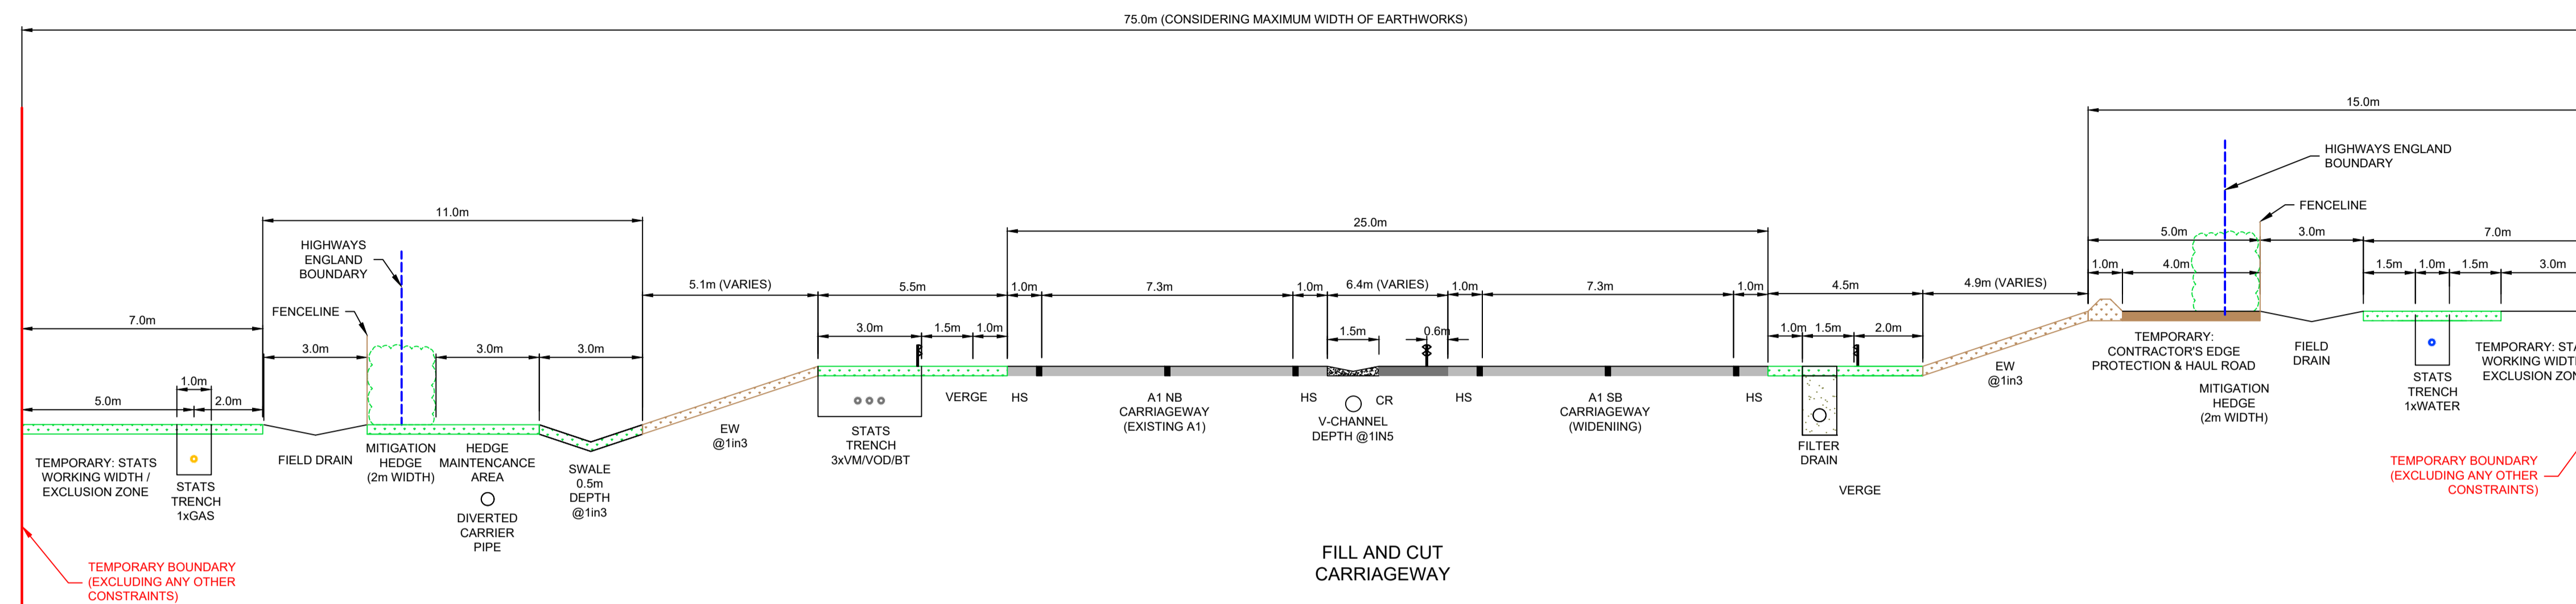 75.0m (CONSIDERING MAXIMUM WIDTH OF EARTHWORKS)
15.0m
HIGHWAYS ENGLAND
BOUNDARY
FENCELINE
11.0m
25.0m
5.0m
3.0m
7.0m
HIGHWAYS
ENGLAND
BOUNDARY
1.0m
4.0m
1.5m
1.0m
1.5m
3.0m
5.1m (VARIES)
5.5m
1.0m
7.3m
1.0m
6.4m (VARIES)
1.0m
7.3m
1.0m
4.5m
4.9m (VARIES)
FENCELINE
7.0m
3.0m
1.5m
1.0m
1.5m
0.6m
1.0m
1.5m
2.0m
3.0m
3.0m
3.0m
1.0m
5.0m
2.0m
TEMPORARY: STATS
WORKING WIDTH /
EXCLUSION ZONE
STATS
TRENCH
1xGAS
FIELD DRAIN
MITIGATION
HEDGE
(2m WIDTH)
HEDGE
MAINTENCANCE
AREA
DIVERTED
CARRIER
PIPE
SWALE
0.5m
DEPTH
@1in3
EW
@1in3
STATS
TRENCH
3xVM/VOD/BT
VERGE
HS
A1 NB
CARRIAGEWAY
(EXISTING A1)
HS
CR
V-CHANNEL
DEPTH @1IN5
HS
A1 SB
CARRIAGEWAY
(WIDENIING)
HS
FILTER
DRAIN
VERGE
EW
@1in3
TEMPORARY:
CONTRACTOR'S EDGE
PROTECTION & HAUL ROAD
MITIGATION
HEDGE
(2m WIDTH)
FIELD
DRAIN
STATS
TRENCH
1xWATER
TEMPORARY: STA
WORKING WIDTH
EXCLUSION ZON
TEMPORARY BOUNDARY
(EXCLUDING ANY OTHER
CONSTRAINTS)
TEMPORARY BOUNDARY
(EXCLUDING ANY OTHER
CONSTRAINTS)
FILL AND CUT
CARRIAGEWAY